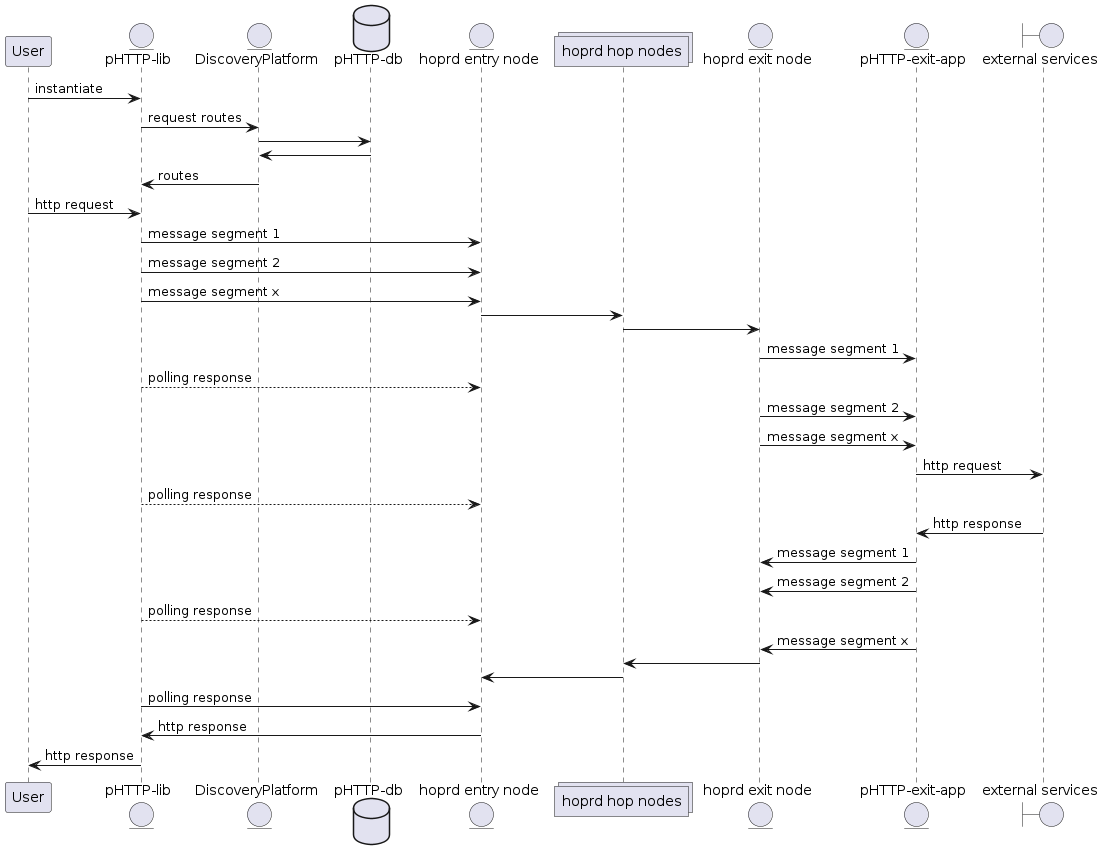 User
pHTTP-lib
DiscoveryPlatform
pHTTP-db
hoprd entry node
hoprd hop nodes
hoprd exit node
pHTTP-exit-app
external services
instantiate
request routes
routes
http request
message segment 1
message segment 2
message segment x
message segment 1
polling response
message segment 2
message segment x
http request
polling response
http response
message segment 1
message segment 2
polling response
message segment x
polling response
http response
http response
User
pHTTP-lib
DiscoveryPlatform
pHTTP-db
hoprd entry node
hoprd hop nodes
hoprd exit node
pHTTP-exit-app
external services